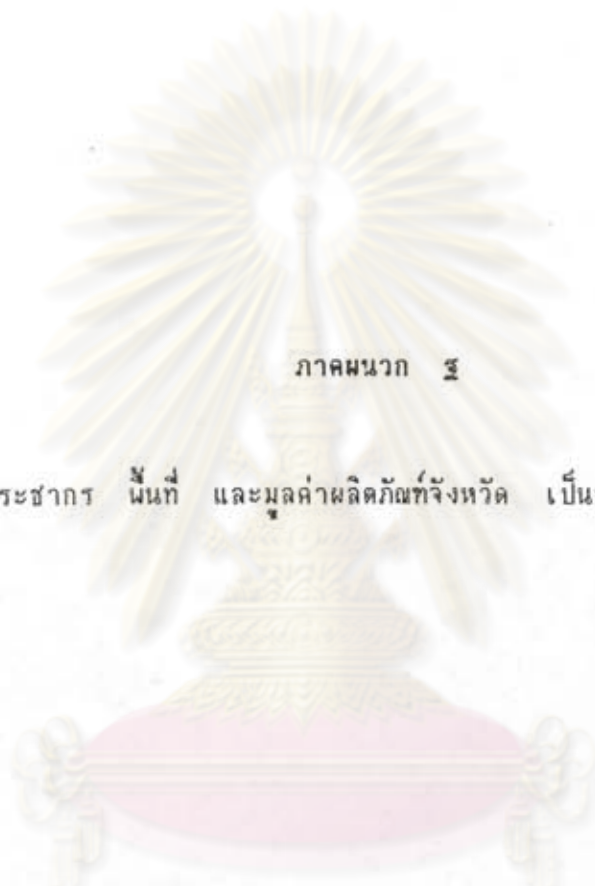 ภาคผนวก ฐ
ระชากร พื้นที่ และมูลค่าผลิตภัณฑ์จังหวัด เป็น